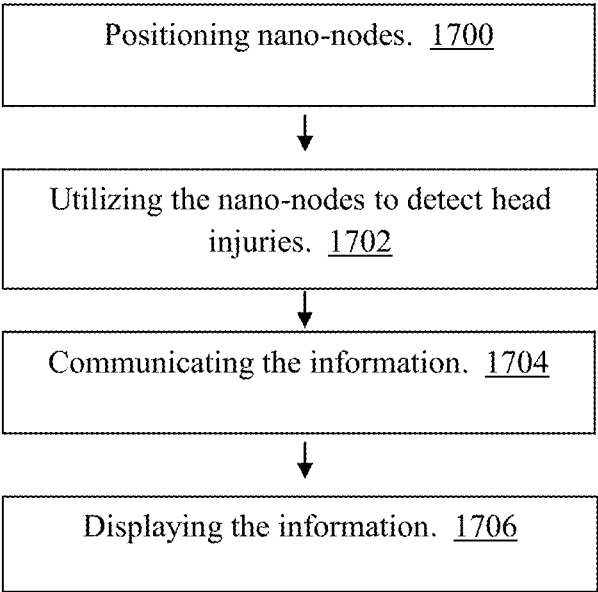 Positioning nano-nodes. 1700
Utilizing the nano-nodes to detect head
injuries. 1702
Communicating the information. 1704
Displaying the information. 1706